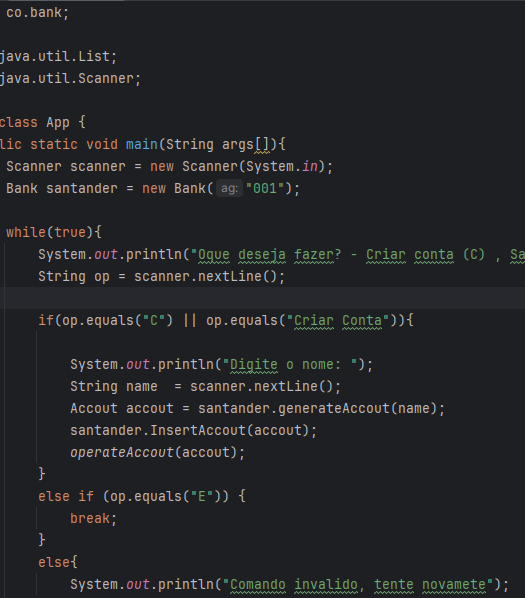 co.bank;
java.util.List;
java.util.Scanner;
class App {
lic static void main(String args[]){
Scanner scanner = new Scanner(System.in);
Bank santander = new Bank( ag: "001");
while(true){
System.out.println("Oque deseja fazer? - Criar conta (C) , Sa
String op = scanner.nextLine();
if(op.equals("C") || op.equals("Criar Conta")){
System.out.println("Digite o nome: ");
String name  = scanner.nextLine();
Accout accout = santander.generateAccout(name);
santander.InsertAccout(accout);
operateAccout(accout);
}
else if (op.equals("E")) {
break;
}
else{
System.out.println("Comando invalido, tente novamete");